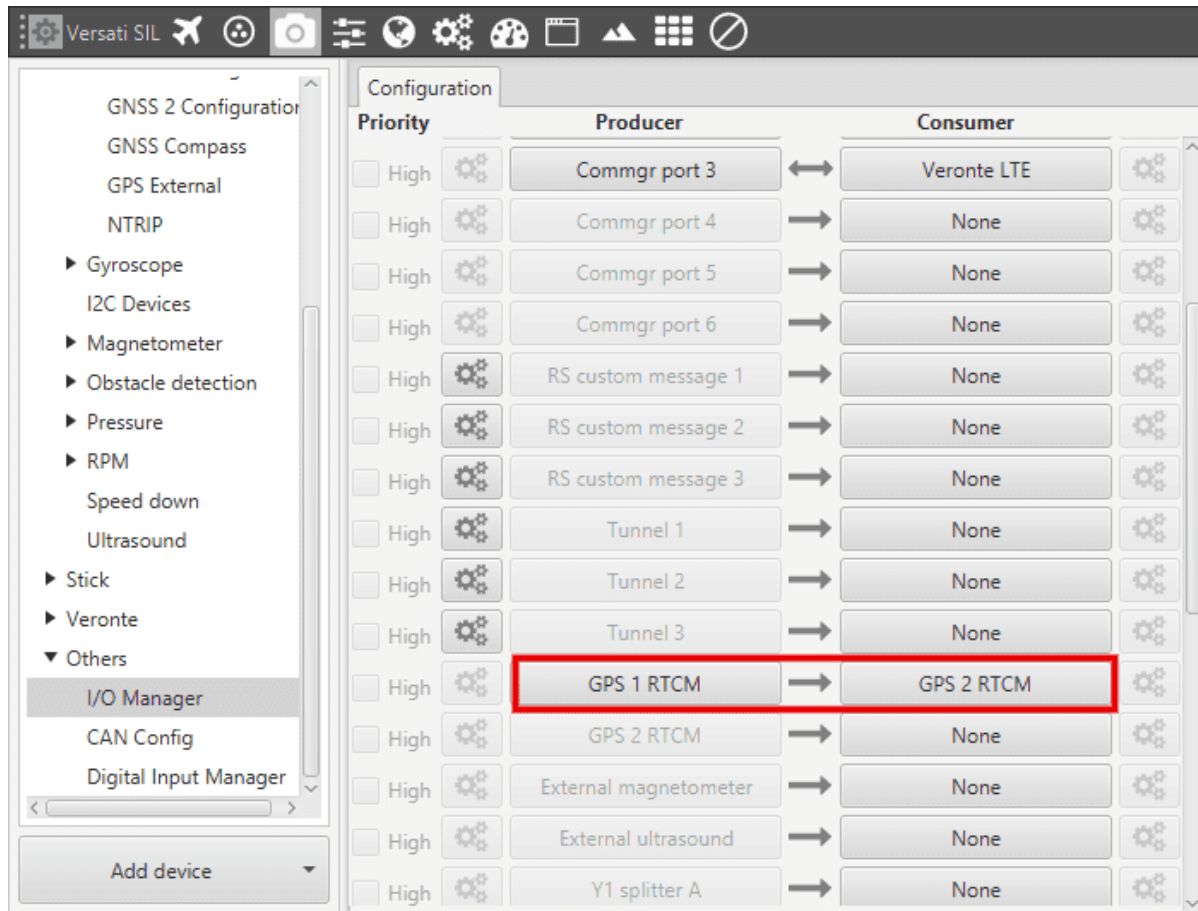 Versati SIL
GNSS 2 Configuration
GNSS Compass
GPS External
NTRIP
Gyroscope
I2C Devices
Magnetometer
Obstacle detection
Pressure
RPM
Speed down
Ultrasound
Stick
Veronte
Others
I/O Manager
CAN Config
Digital Input Manager
Add device
Configuration
Priority Producer Consumer
High Commgr port 3 Veronte LTE
High Commgr port 4 None
High Commgr port 5 None
High Commgr port 6 None
High RS custom message 1 None
High RS custom message 2 None
High RS custom message 3 None
High Tunnel 1 None
High Tunnel 2 None
High Tunnel 3 None
High GPS 1 RTCM GPS 2 RTCM
High GPS 2 RTCM None
High External magnetometer None
High External ultrasound None
High Y1 splitter A None